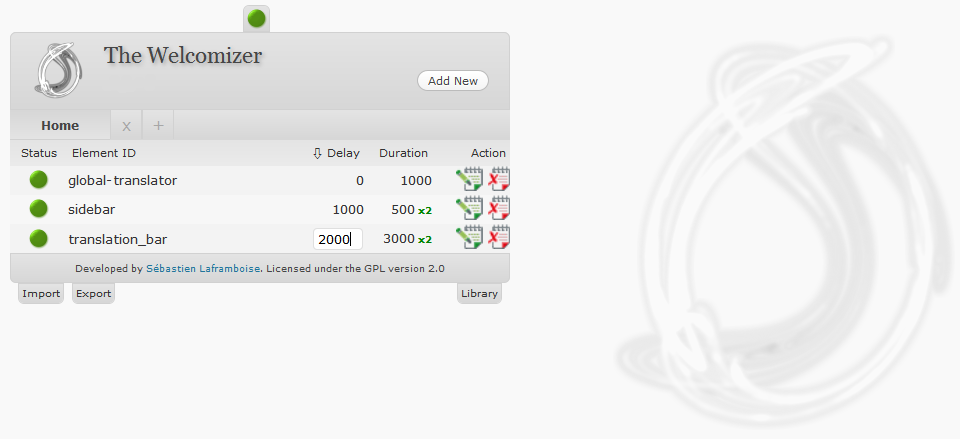 The Welcomizer
Add New
Home x +
Status Element ID ⇩ Delay Duration Action
global-translator 0 1000
sidebar 1000 500 x2
translation_bar 2000 3000 x2
Developed by Sébastien Laframboise. Licensed under the GPL version 2.0
Import Export Library